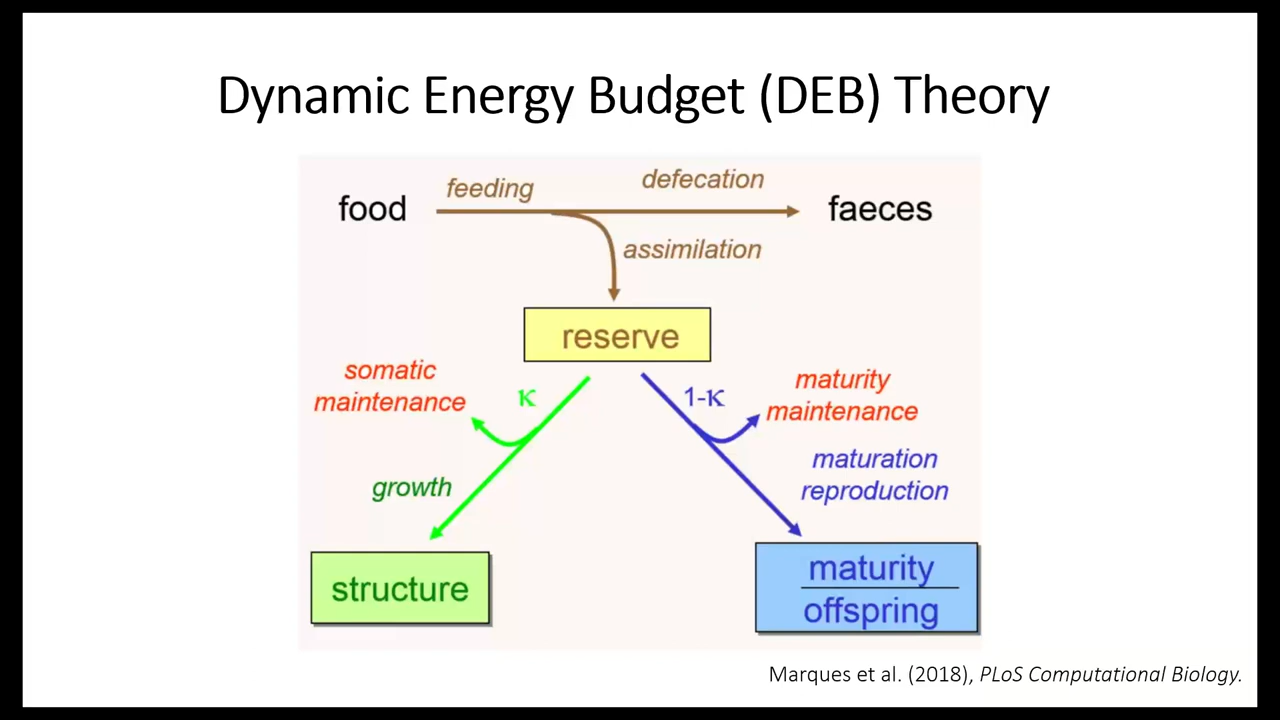 Dynamic Energy Budget (DEB) Theory
feeding
defecation
food
faeces
assimilation
reserve
somatic
maintenance
κ
1-κ
maturity
maintenance
growth
maturation
reproduction
structure
maturity
offspring
Marques et al. (2018), PLoS Computational Biology.